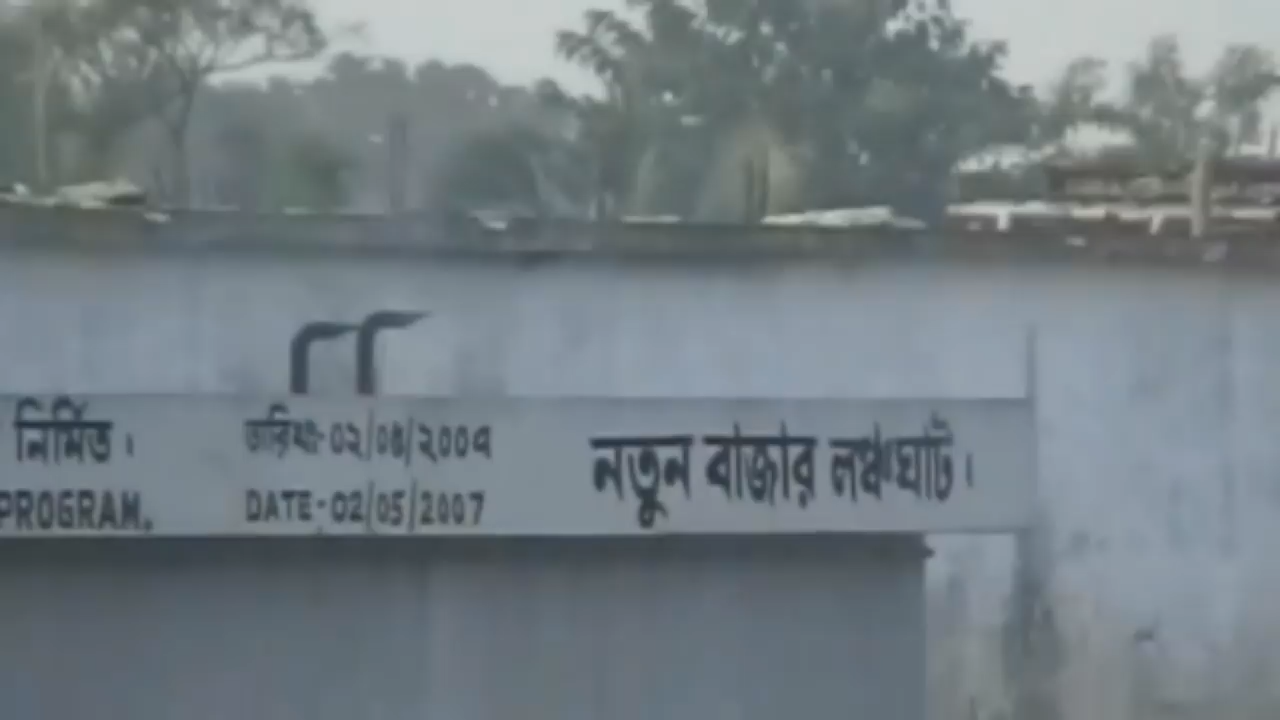 নির্মিত। তারিখঃ- ০২/০৫/২০০৭
PROGRAM. DATE-02/05/2007
নতুন বাজার লঞ্চঘাট।